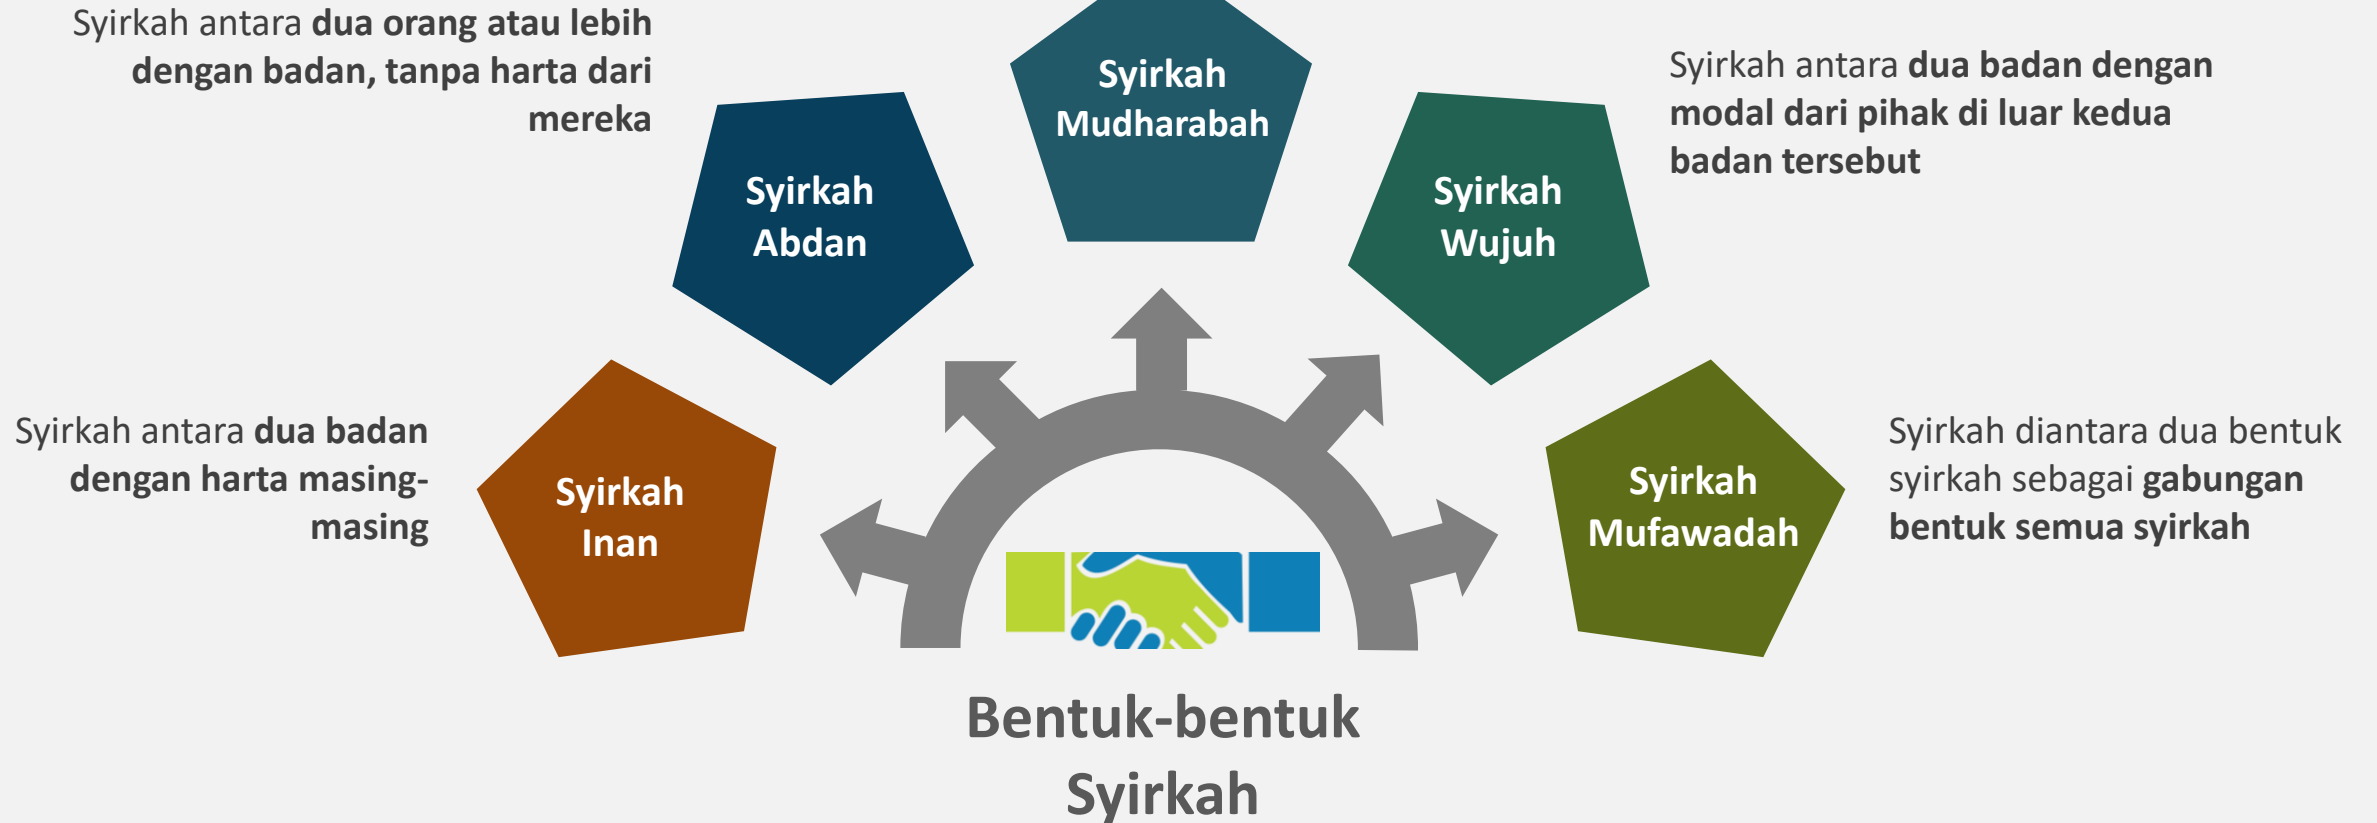 Syirkah antara dua orang atau lebih
dengan badan, tanpa harta dari
mereka
Syirkah
Mudharabah
Syirkah antara dua badan dengan
modal dari pihak di luar kedua
badan tersebut
Syirkah
Abdan
Syirkah
Wujuh
Syirkah antara dua badan
dengan harta masing-
masing
Syirkah
Inan
Syirkah
Mufawadah
Syirkah diantara dua bentuk
syirkah sebagai gabungan
bentuk semua syirkah
Bentuk-bentuk
Syirkah